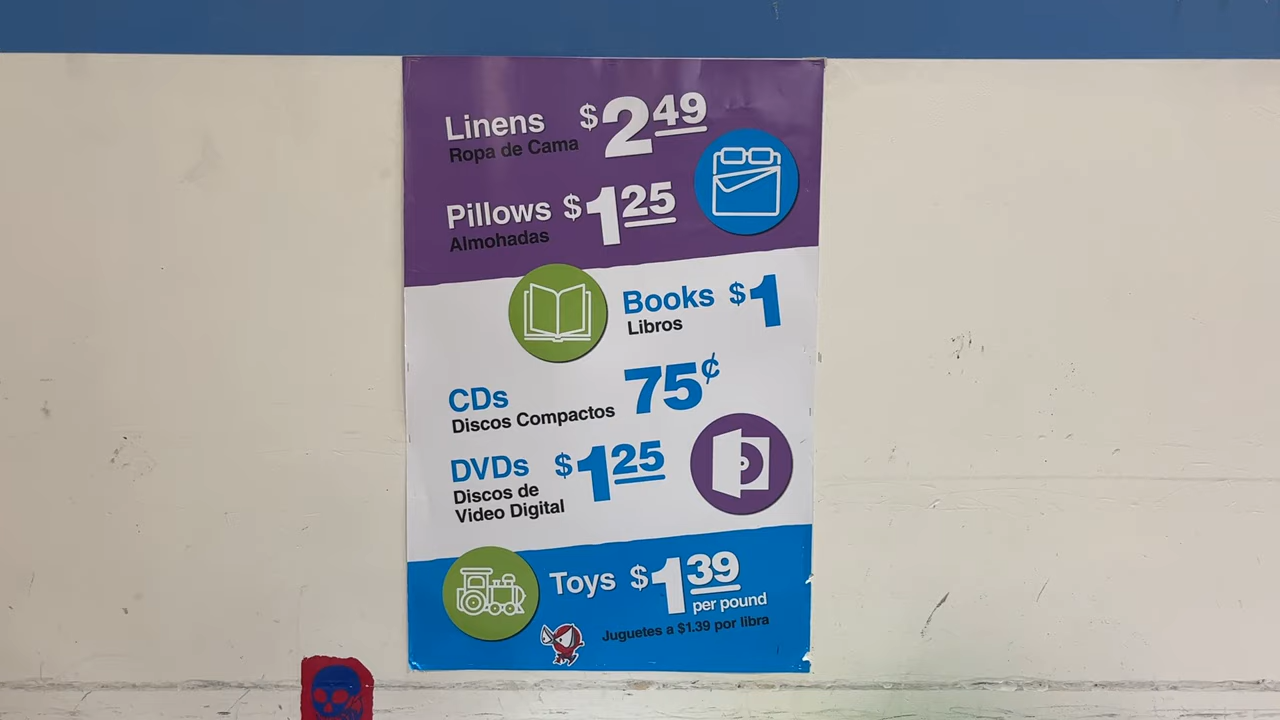 Linens $2.49
Ropa de Cama
Pillows $1.25
Almohadas
Books $1
Libros
CDs 75¢
Discos Compactos
DVDs $1.25
Discos de
Video Digital
Toys $1.39
per pound
Juguetes a $1.39 por libra